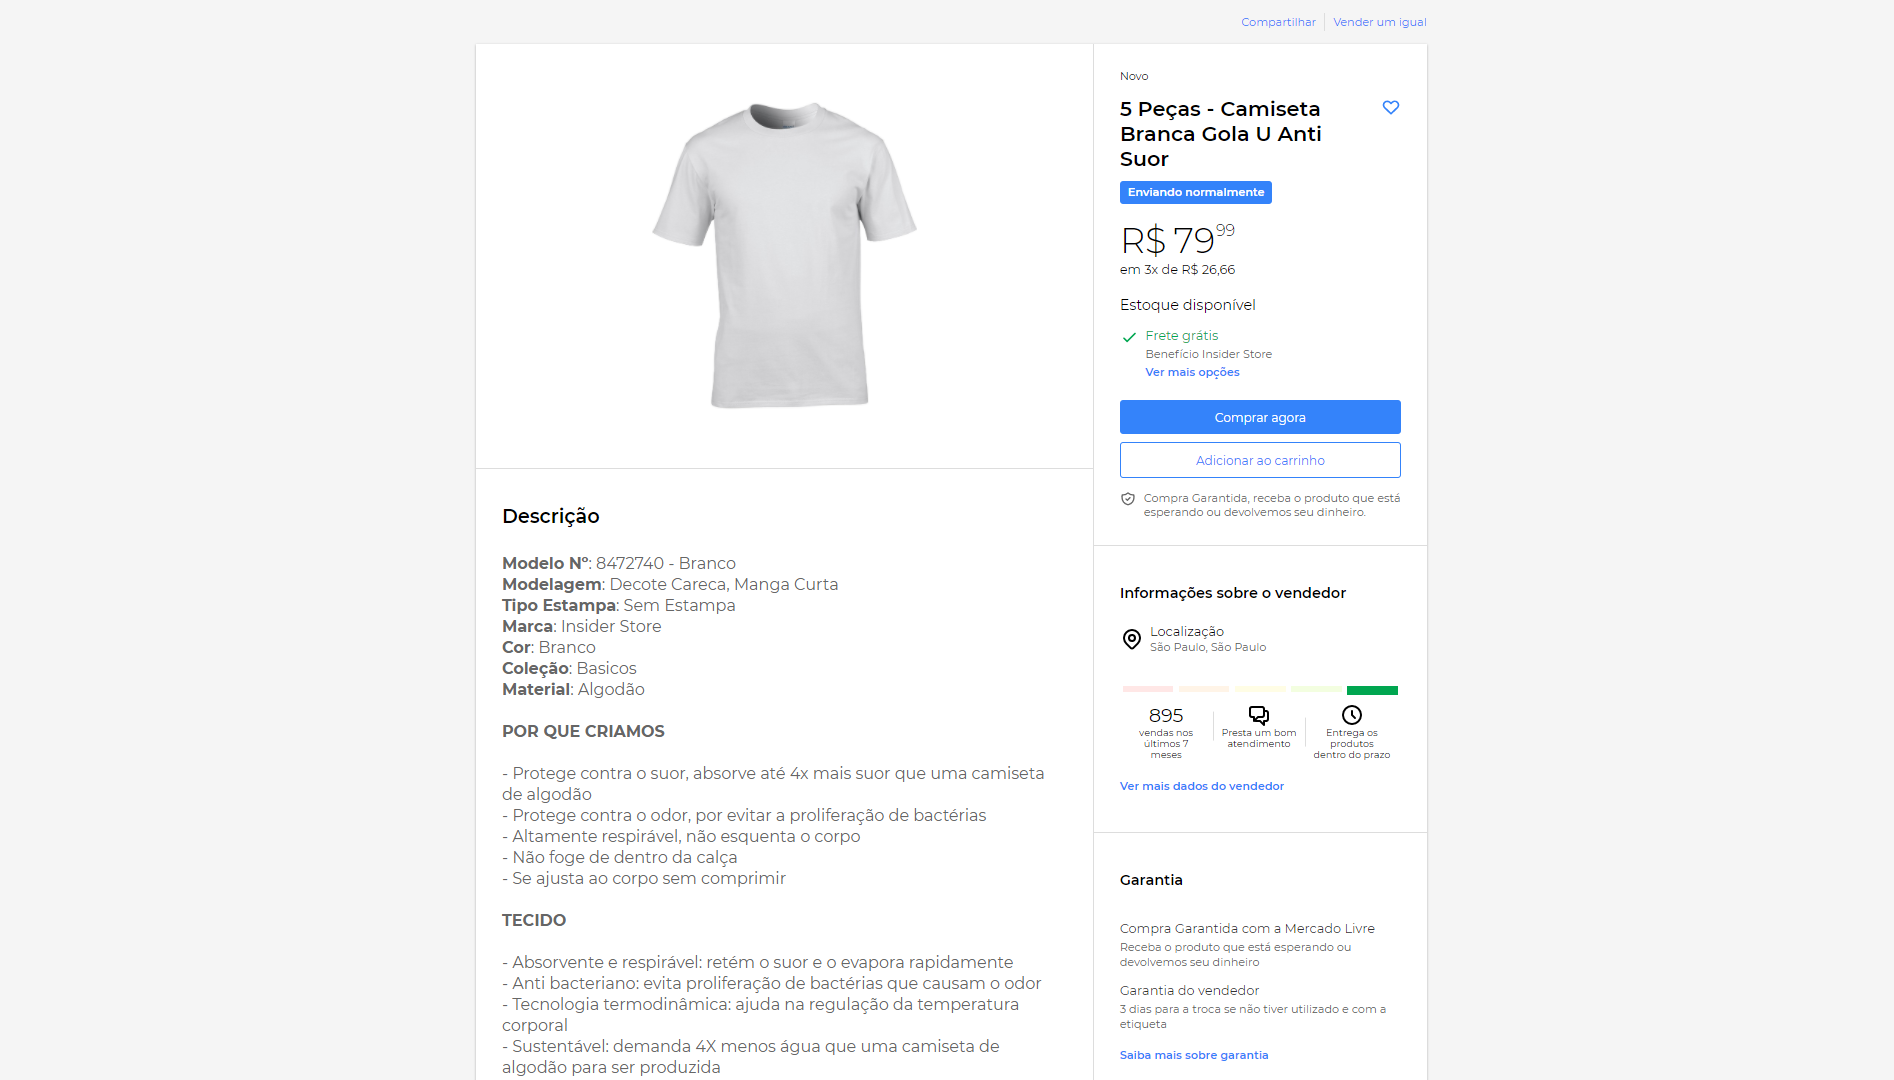 Compartilhar
Vender um igual
Novo
5 Peças - Camiseta
Branca Gola U Anti
Suor
Enviando normalmente
R$ 79 99
em 3x de R$ 26,66
Estoque disponível
Frete grátis
Benefício Insider Store
Ver mais opções
Comprar agora
Adicionar ao carrinho
Compra Garantida, receba o produto que está
esperando ou devolvemos seu dinheiro.
Descrição
Modelo Nº: 8472740 - Branco
Modelagem: Decote Careca, Manga Curta
Tipo Estampa: Sem Estampa
Marca: Insider Store
Cor: Branco
Coleção: Basicos
Material: Algodão
POR QUE CRIAMOS
- Protege contra o suor, absorve até 4x mais suor que uma camiseta
de algodão
- Protege contra o odor, por evitar a proliferação de bactérias
- Altamente respirável, não esquenta o corpo
- Não foge de dentro da calça
- Se ajusta ao corpo sem comprimir
TECIDO
- Absorvente e respirável: retém o suor e o evapora rapidamente
- Anti bacteriano: evita proliferação de bactérias que causam o odor
- Tecnologia termodinâmica: ajuda na regulação da temperatura
corporal
- Sustentável: demanda 4X menos água que uma camiseta de
algodão para ser produzida
Informações sobre o vendedor
Localização
São Paulo, São Paulo
895
vendas nos
últimos 7
meses
Presta um bom
atendimento
Entrega os
produtos
dentro do prazo
Ver mais dados do vendedor
Garantia
Compra Garantida com a Mercado Livre
Receba o produto que está esperando ou
devolvemos seu dinheiro
Garantia do vendedor
3 dias para a troca se não tiver utilizado e com a
etiqueta
Saiba mais sobre garantia